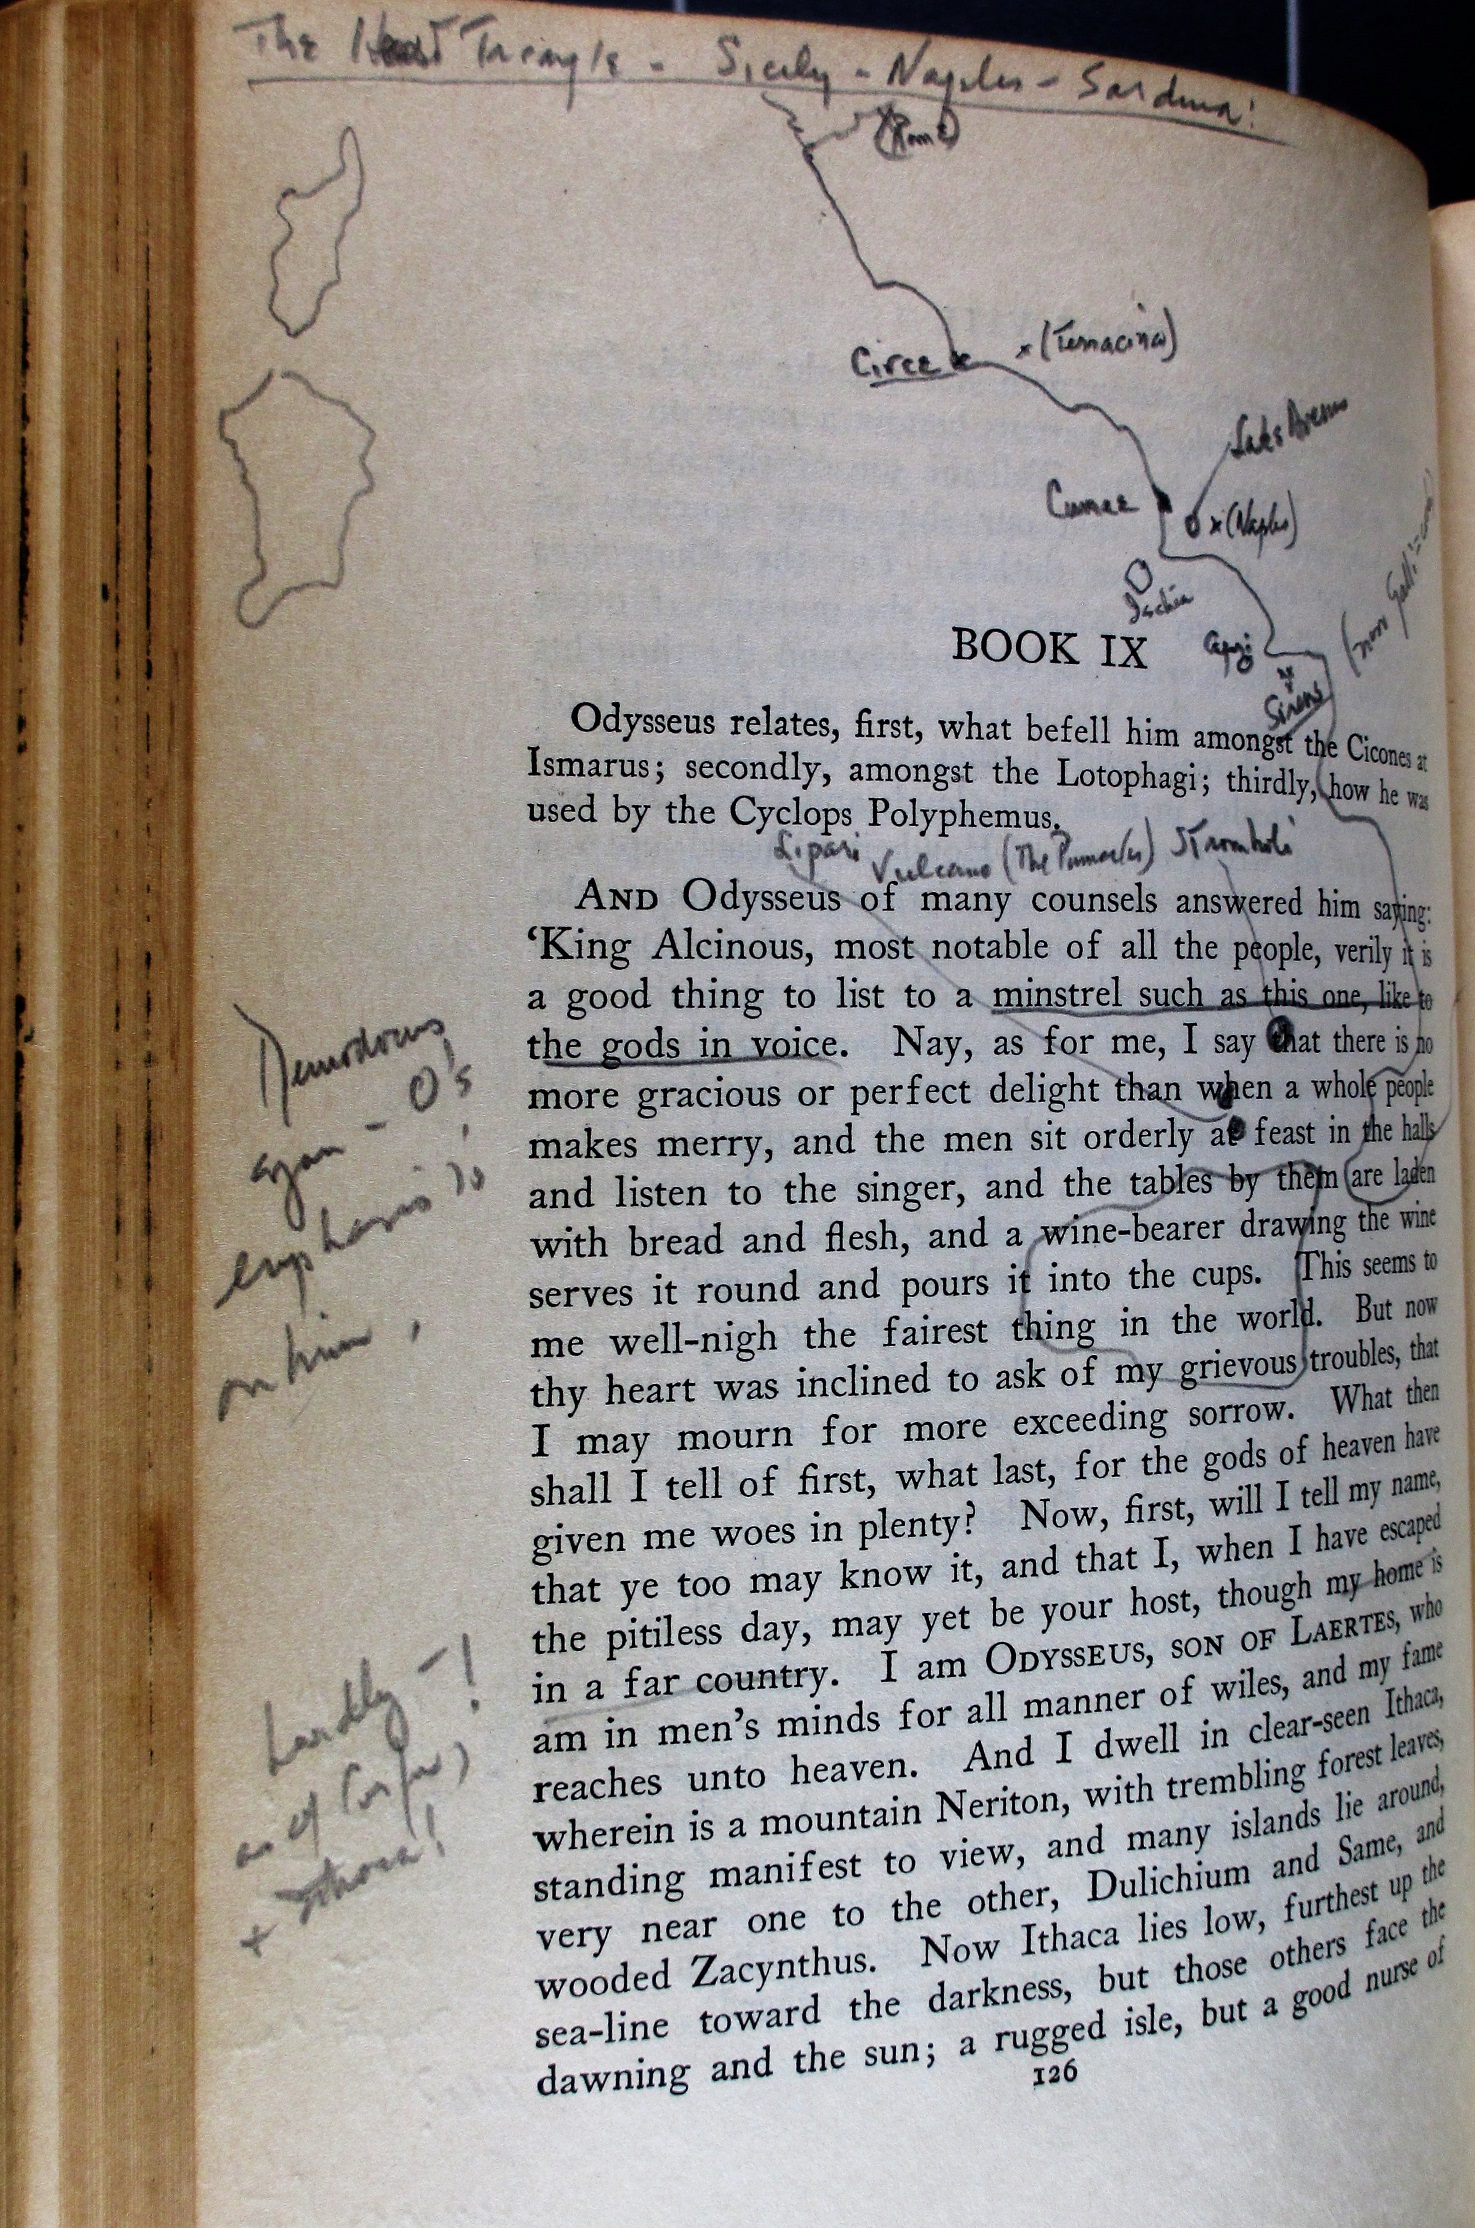 The Triangle - Sicily - Naples - Sardinia!
(Rome)
Circe x (Terracina)
Lake Avernus
Cumae x (Naples)
Ischia
Capri
BOOK IX
Sirens
Odysseus relates, first, what befell him amongst the Cicones at
Ismarus; secondly, amongst the Lotophagi; thirdly, how he was
used by the Cyclops Polyphemus.
Lipari Vulcano (The Pinnacles) Stromboli
AND Odysseus of many counsels answered him saying:
‘King Alcinous, most notable of all the people, verily it is
a good thing to list to a minstrel such as this one, like to
the gods in voice. Nay, as for me, I say that there is no
more gracious or perfect delight than when a whole people
makes merry, and the men sit orderly at feast in the halls
and listen to the singer, and the tables by them are laden
with bread and flesh, and a wine-bearer drawing the wine
serves it round and pours it into the cups. This seems to
me well-nigh the fairest thing in the world. But now
thy heart was inclined to ask of my grievous troubles, that
I may mourn for more exceeding sorrow. What then
shall I tell of first, what last, for the gods of heaven have
given me woes in plenty? Now, first, will I tell my name,
that ye too may know it, and that I, when I have escaped
the pitiless day, may yet be your host, though my home is
in a far country. I am ODYSSEUS, SON OF LAERTES, who
am in men’s minds for all manner of wiles, and my fame
reaches unto heaven. And I dwell in clear-seen Ithaca,
wherein is a mountain Neriton, with trembling forest leaves,
standing manifest to view, and many islands lie around,
very near one to the other, Dulichium and Same, and
wooded Zacynthus. Now Ithaca lies low, furthest up the
sea-line toward the darkness, but those others face the
dawning and the sun; a rugged isle, but a good nurse of
126
Demodocus
again - O's
emphasis is
on him.
Hardly -!
as of Corfu
+ Ithaca!